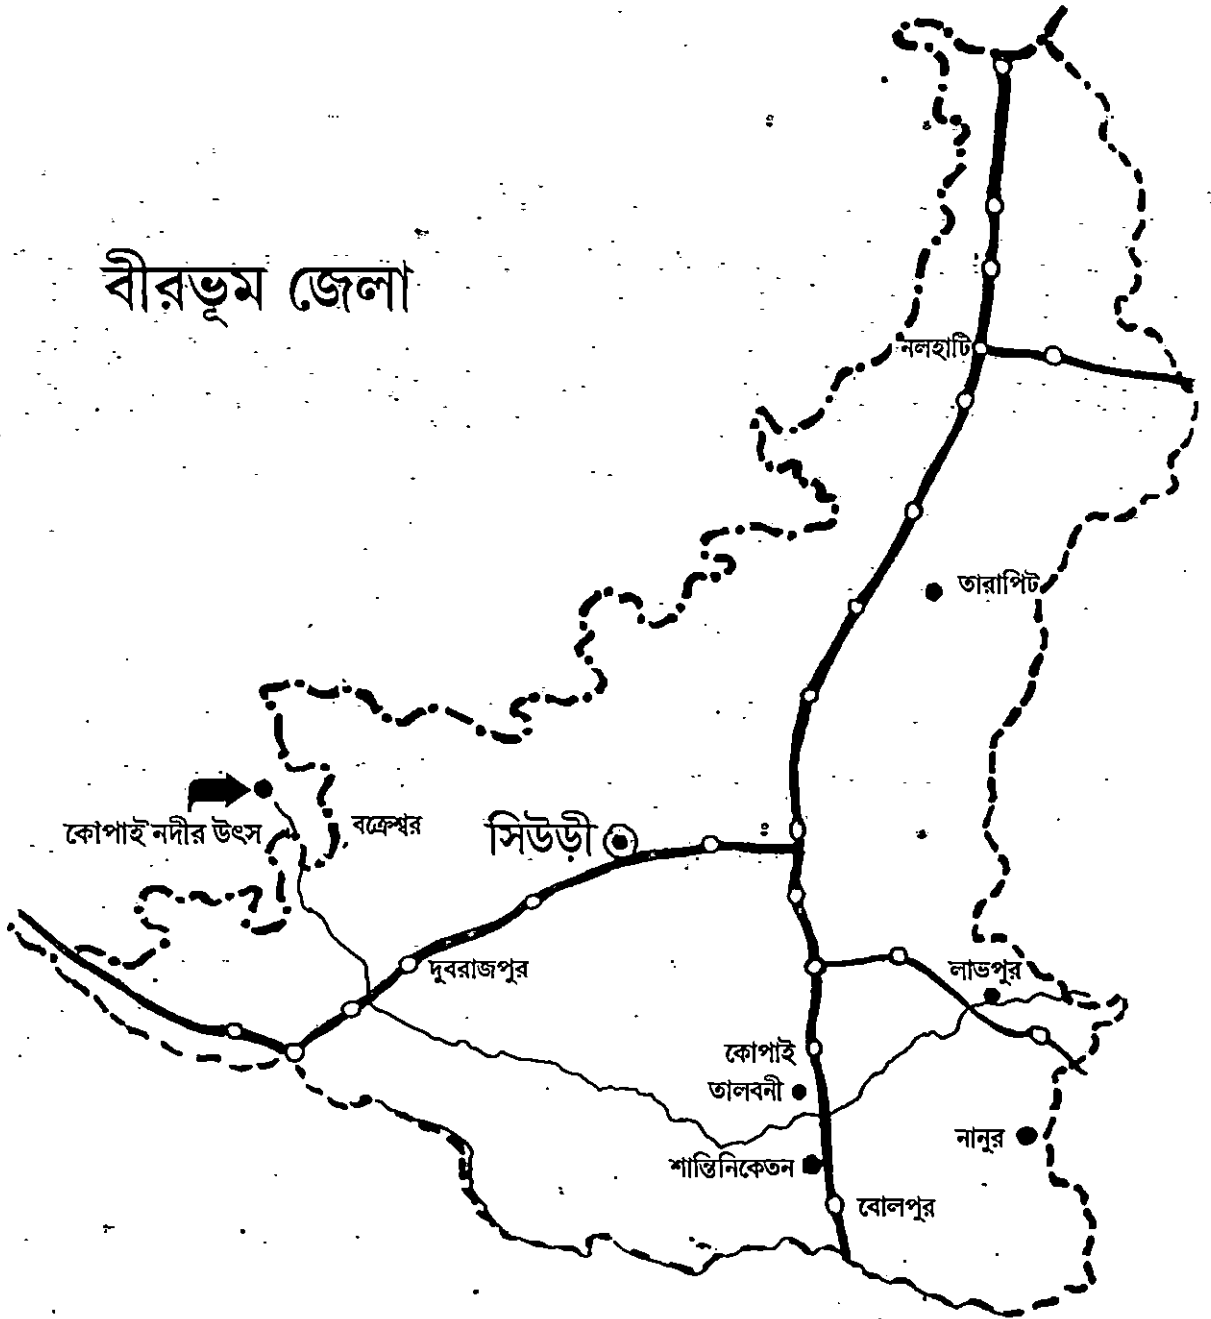 বীরভূম জেলা
নলহাটি
তারাপিট
কোপাই নদীর উৎস
বক্রেশ্বর
সিউড়ী
দুবরাজপুর
লাভপুর
কোপাই
তালবনী
নানুর
শান্তিনিকেতন
বোলপুর